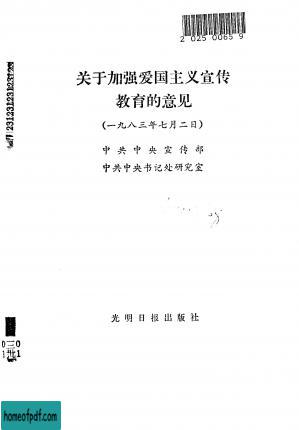 2 025 0065 9
关于加强爱国主义宣传
教育的意见
(一九八三年七月二日)
中共中央宣传部
中共中央书记处研究室
光明日报出版社
homeofpdf.com